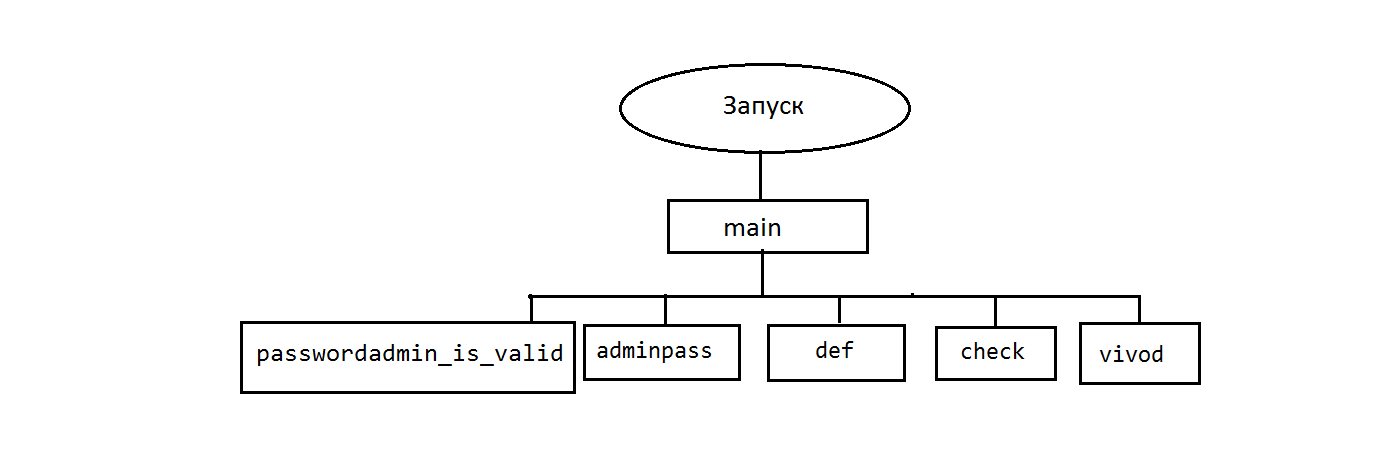 Запуск
main
passwordadmin_is_valid
adminpass
def
check
vivod